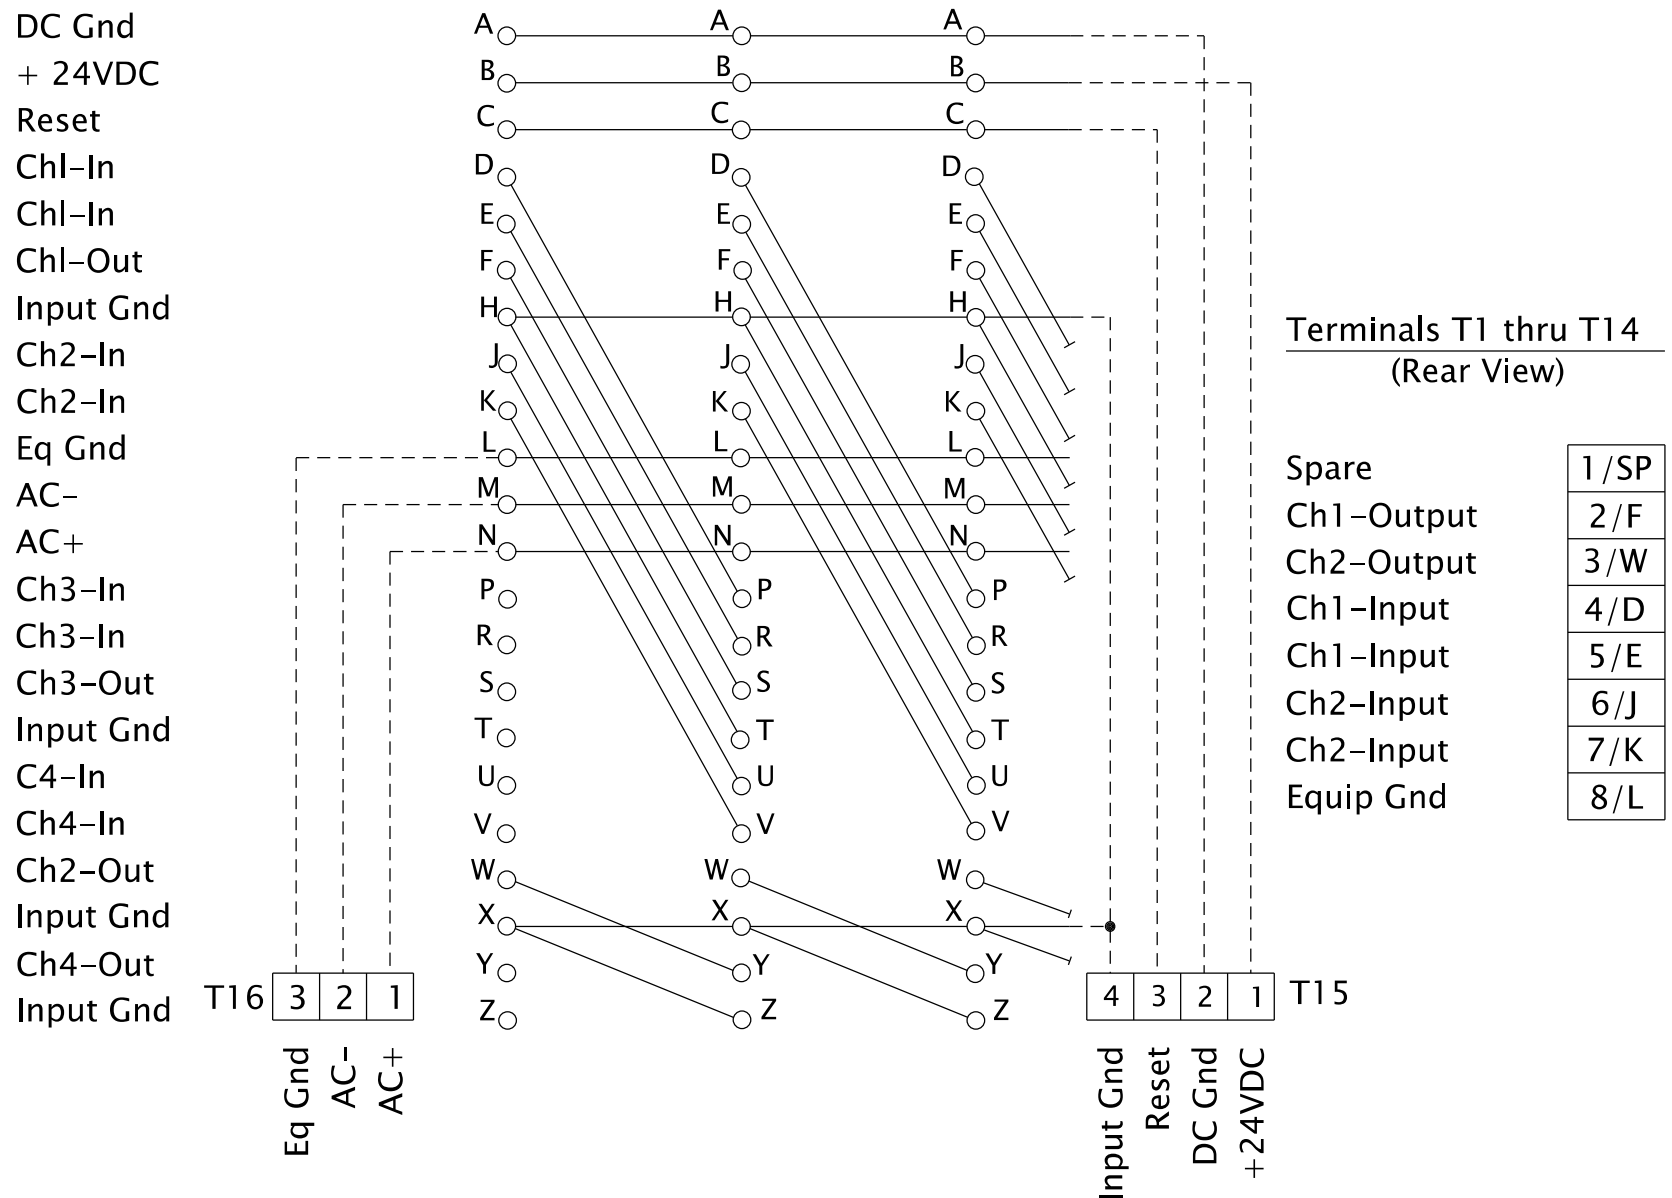 DC Gnd A A A
+ 24VDC B B B
Reset C C C
Chl-In D D D
Chl-In E E E
Chl-Out F F F
Input Gnd H H H
Terminals T1 thru T14
Ch2-In J J J
(Rear View)
Ch2-In K K K
Eq Gnd L L L
Spare 1/SP
AC- M M M
Ch1-Output 2/F
AC+ N N N
Ch2-Output 3/W
Ch3-In P P P
Ch1-Input 4/D
Ch3-In R R R
Ch1-Input 5/E
Ch3-Out S S S
Ch2-Input 6/J
Input Gnd T T T
Ch2-Input 7/K
C4-In U U U
Equip Gnd 8/L
Ch4-In V V V
Ch2-Out W W W
Input Gnd X X X
Ch4-Out Y Y Y
T16 3 2 1
4 3 2 1 T15
Input Gnd Z Z Z
Eq Gnd
AC-
AC+
Input Gnd
Reset
DC Gnd
+24VDC